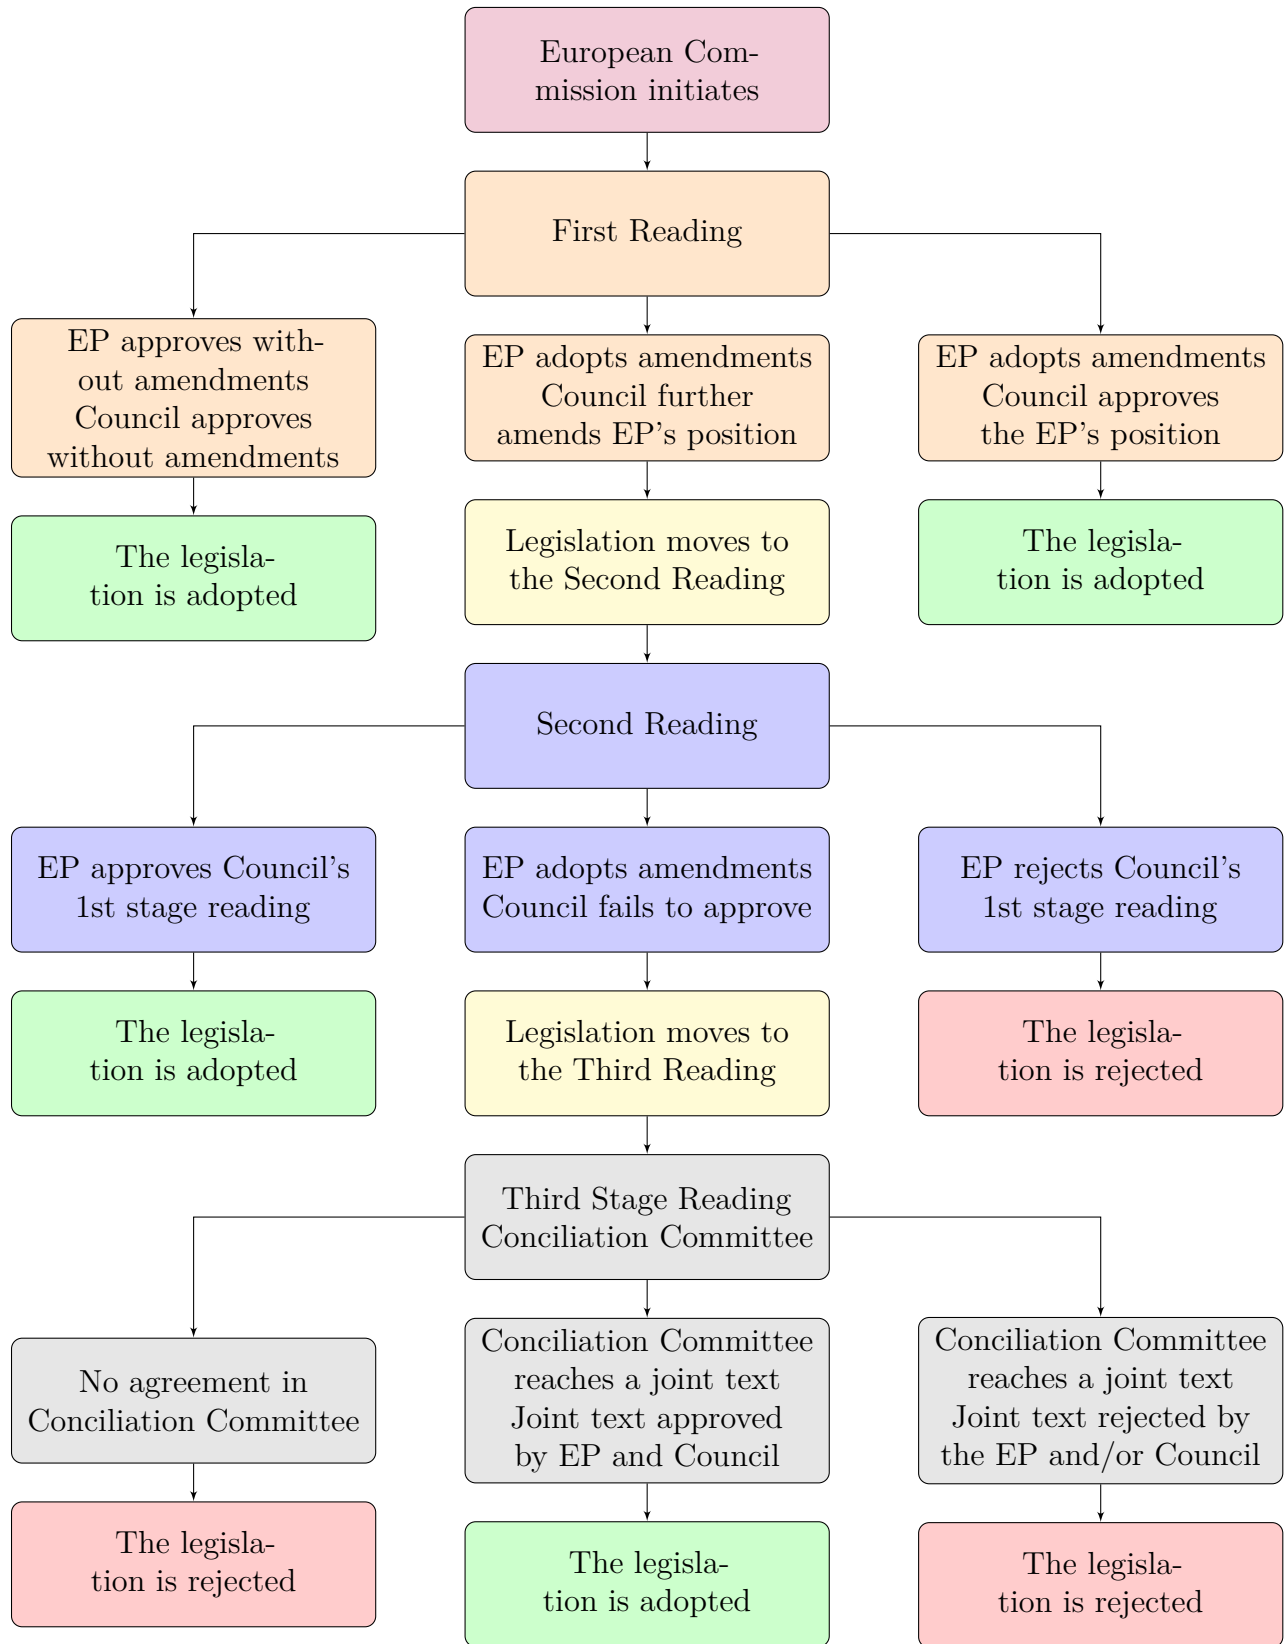 European Com-
mission initiates
First Reading
EP approves with-
out amendments
Council approves
without amendments
EP adopts amendments
Council further
amends EP's position
EP adopts amendments
Council approves
the EP's position
The legisla-
tion is adopted
Legislation moves to
the Second Reading
The legisla-
tion is adopted
Second Reading
EP approves Council's
1st stage reading
EP adopts amendments
Council fails to approve
EP rejects Council's
1st stage reading
The legisla-
tion is adopted
Legislation moves to
the Third Reading
The legisla-
tion is rejected
Third Stage Reading
Conciliation Committee
No agreement in
Conciliation Committee
Conciliation Committee
reaches a joint text
Joint text approved
by EP and Council
Conciliation Committee
reaches a joint text
Joint text rejected by
the EP and/or Council
The legisla-
tion is rejected
The legisla-
tion is adopted
The legisla-
tion is rejected